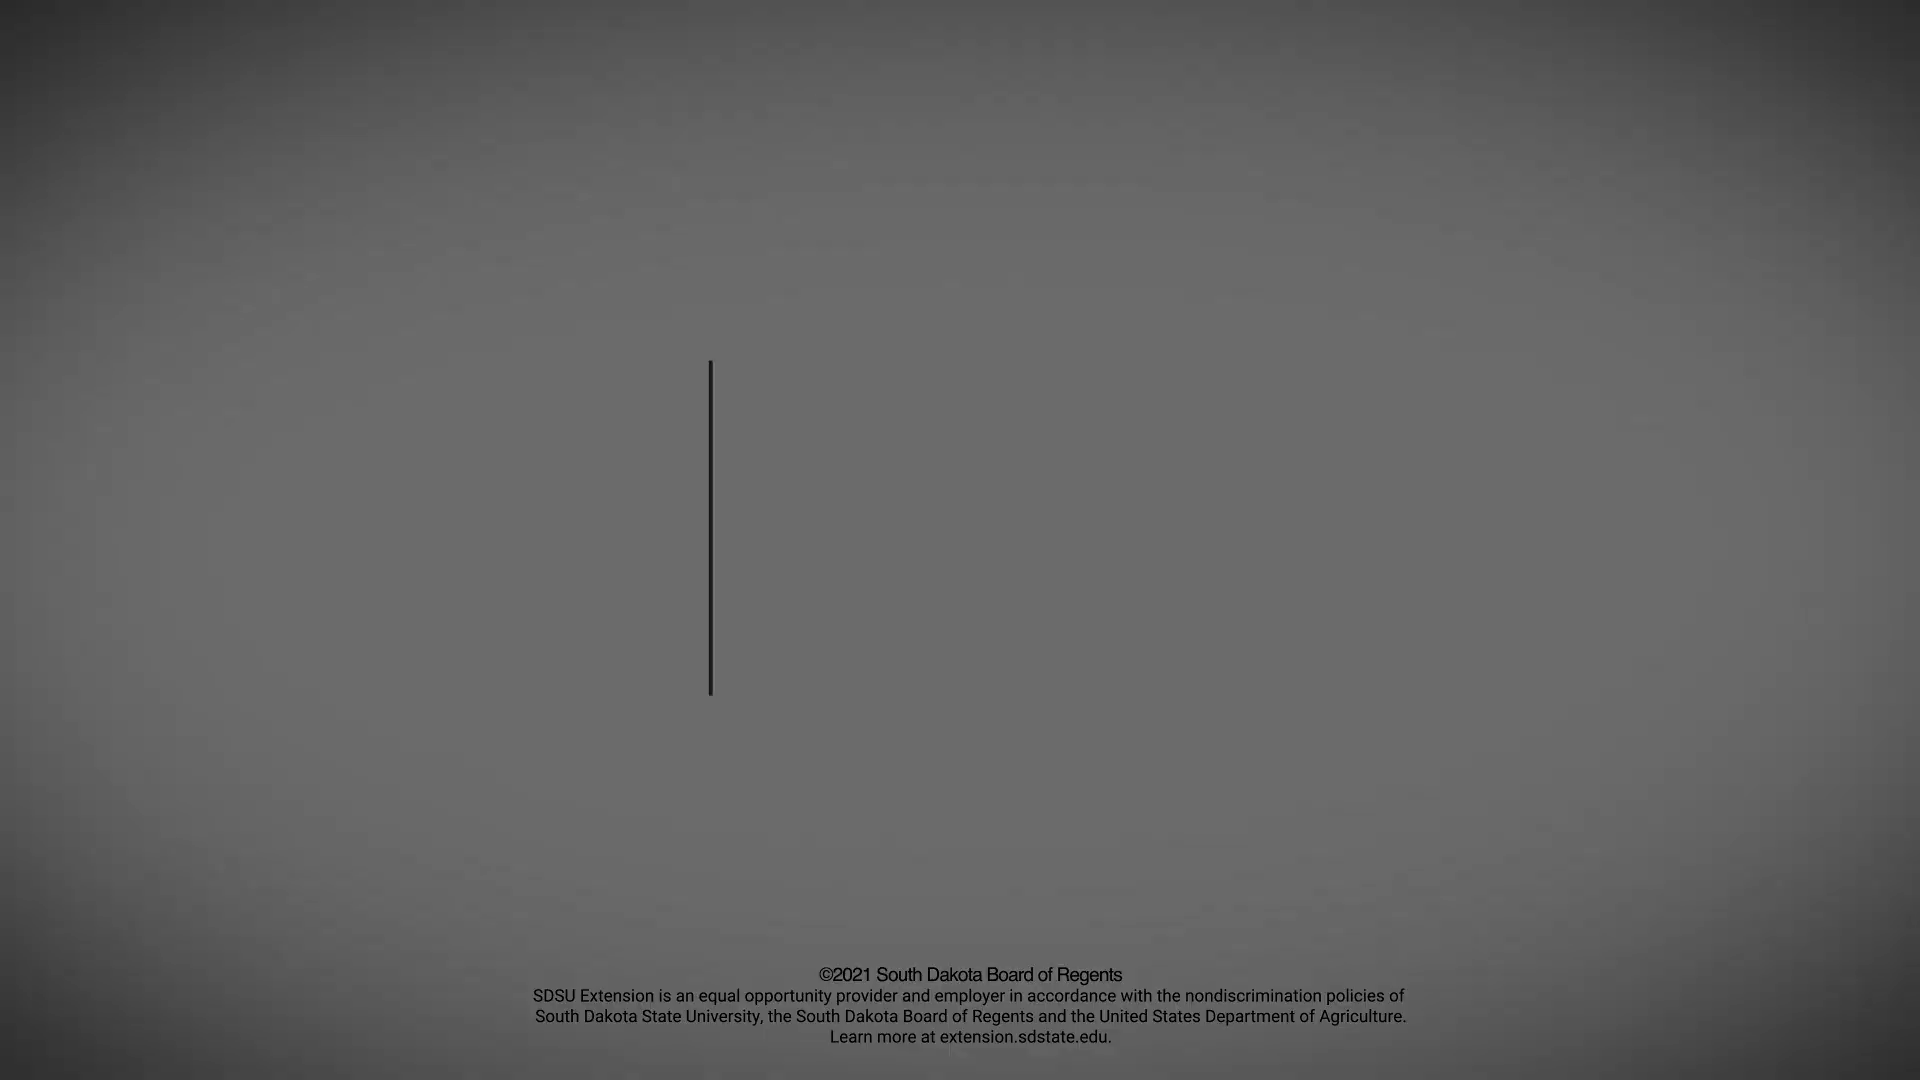 ©2021 South Dakota Board of Regents
SDSU Extension is an equal opportunity provider and employer in accordance with the nondiscrimination policies of
South Dakota State University, the South Dakota Board of Regents and the United States Department of Agriculture.
Learn more at extension.sdstate.edu.